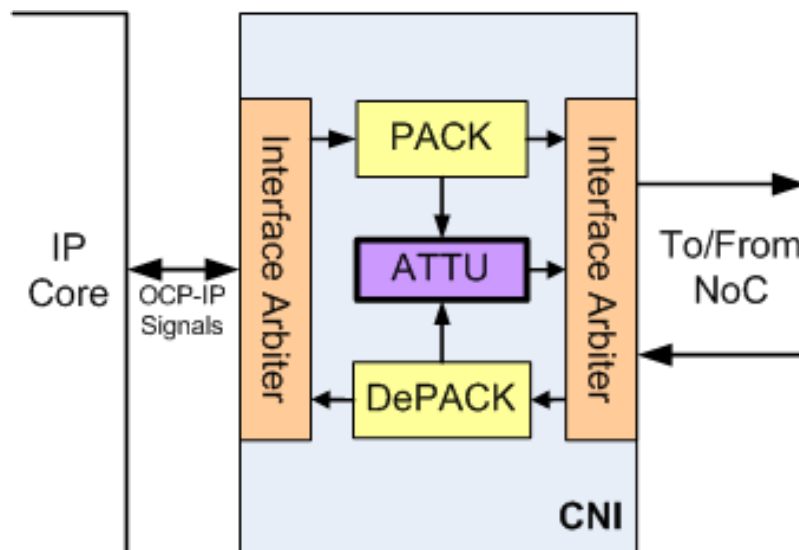 IP
Core
OCP-IP
Signals
Interface Arbiter
PACK
ATTU
DePACK
Interface Arbiter
To/From
NoC
CNI